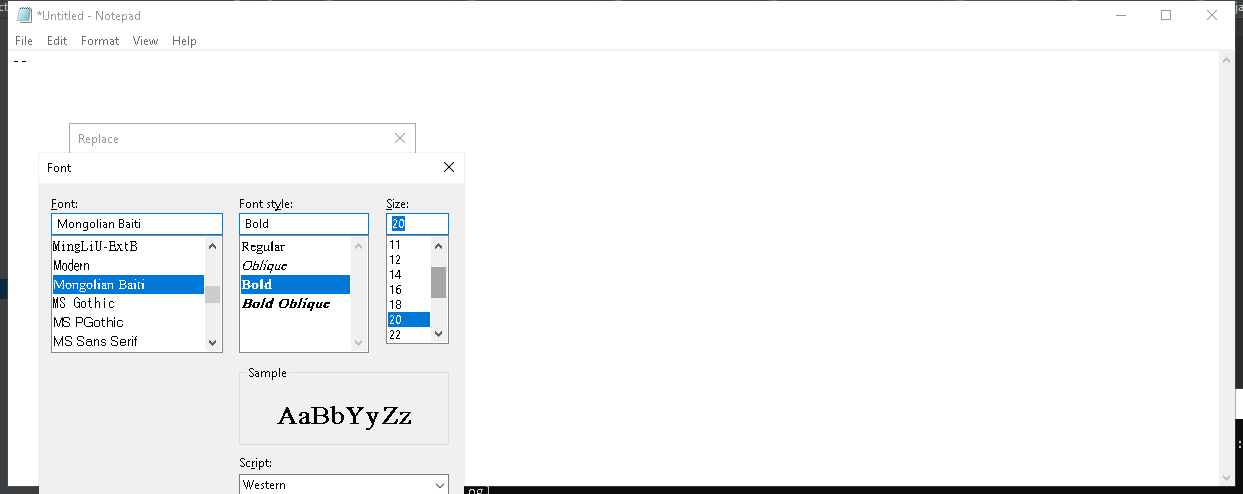 *Untitled - Notepad
File Edit Format View Help
--
Replace
Font
Font: Font style: Size:
Mongolian Baiti Bold 20
MingLiU-ExtB
Modern
Mongolian Baiti
MS Gothic
MS PGothic
MS Sans Serif
Regular
Oblique
Bold
Bold Oblique
11
12
14
16
18
20
22
Sample
AaBbYyZz
Script:
Western